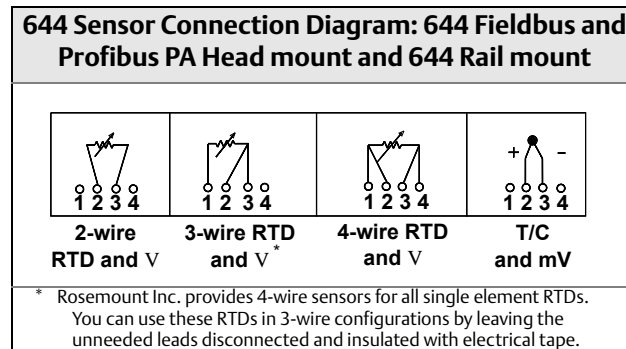 644 Sensor Connection Diagram: 644 Fieldbus and
Profibus PA Head mount and 644 Rail mount
+ -
1 2 3 4 1 2 3 4 1 2 3 4 1 2 3 4
2-wire 3-wire RTD 4-wire RTD T/C
RTD and V and V* and V and mV
* Rosemount Inc. provides 4-wire sensors for all single element RTDs.
You can use these RTDs in 3-wire configurations by leaving the
unneeded leads disconnected and insulated with electrical tape.